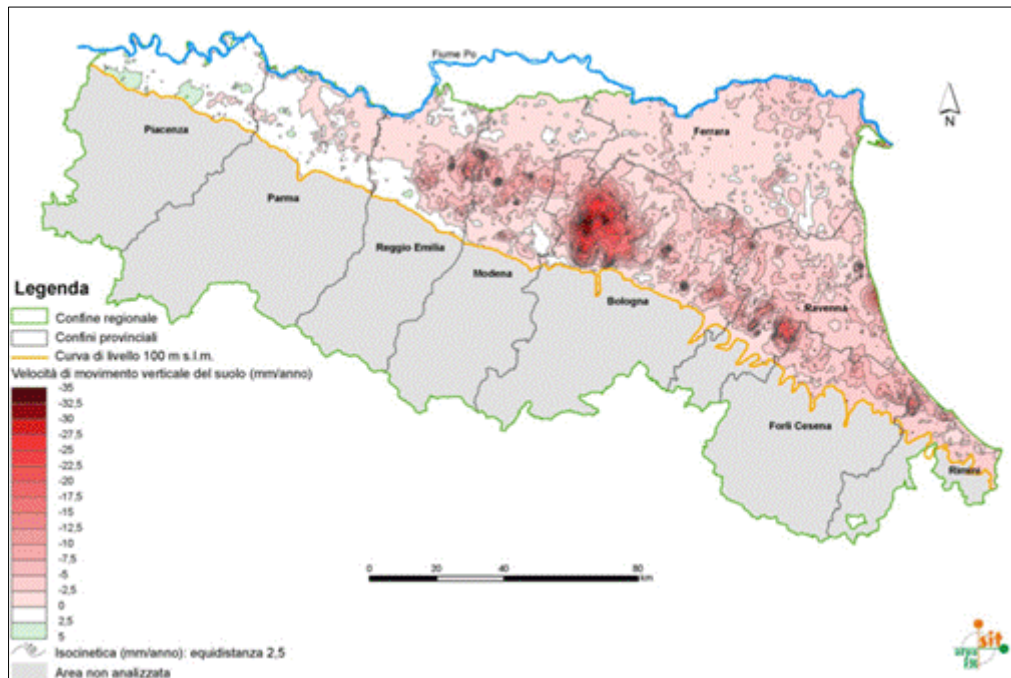 Fiume Po
N
Piacenza
Ferrara
Parma
Reggio Emilia
Modena
Bologna
Ravenna
Forlì Cesena
Rimini
Legenda
Confine regionale
Confini provinciali
Curva di livello 100 m s.l.m.
Velocità di movimento verticale del suolo (mm/anno)
-35
-32,5
-30
-27,5
-25
-22,5
-20
-17,5
-15
-12,5
-10
-7,5
-5
-2,5
0
2,5
5
Isocinetica (mm/anno): equidistanza 2,5
Area non analizzata
0 20 40 60 80
km
sit